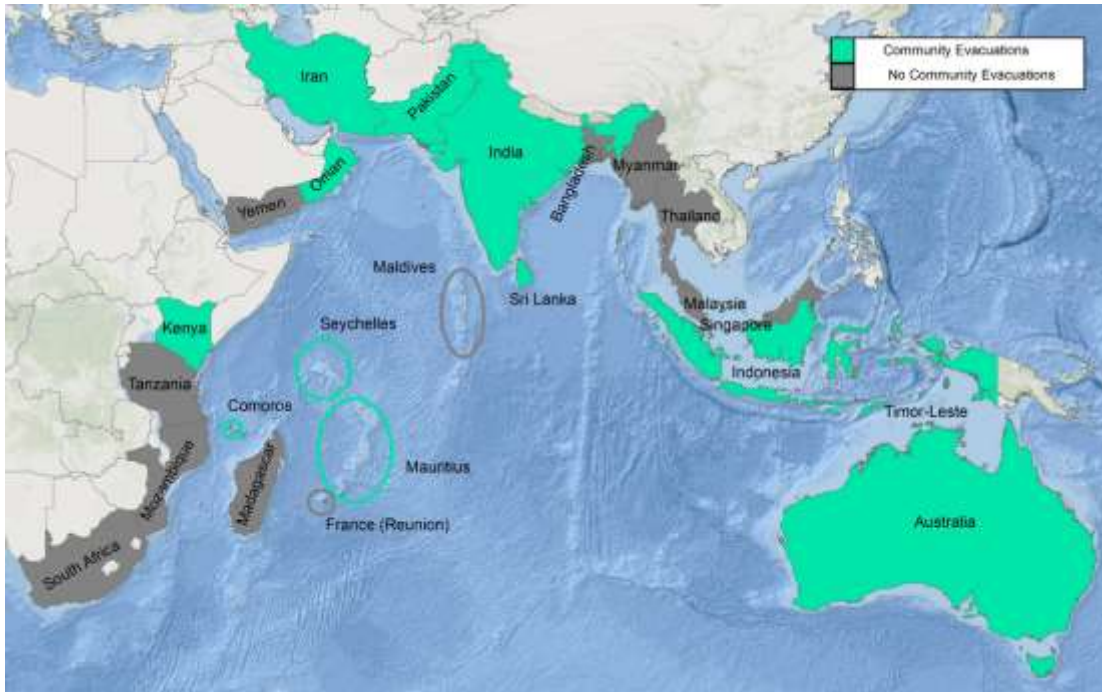 Community Evacuations
No Community Evacuations
Iran
Pakistan
India
Oman
Yemen
Bangladesh
Myanmar
Thailand
Maldives
Sri Lanka
Malaysia
Singapore
Kenya
Seychelles
Indonesia
Tanzania
Comoros
Timor-Leste
Mauritius
Mozambique
Madagascar
France (Reunion)
Australia
South Africa